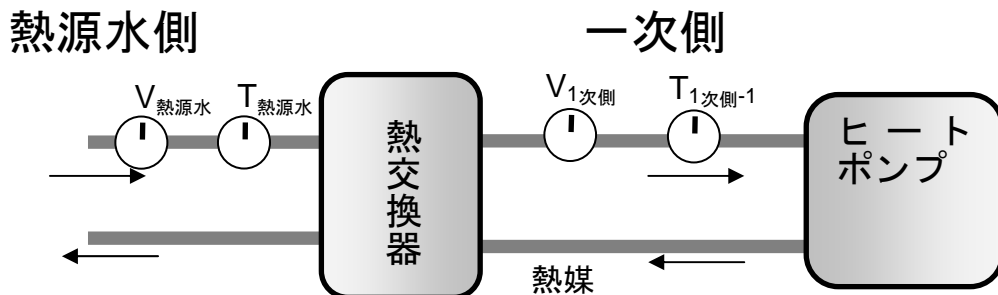 熱源水側
一次側
V熱源水
T熱源水
V1次側
T1次側-1
熱交換器
ヒート
ポンプ
熱媒